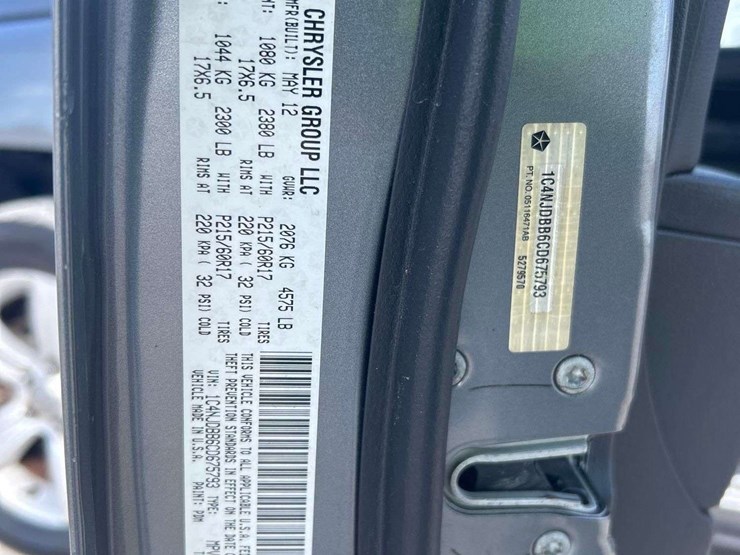 CHRYSLER GROUP LLC
MFR(BUILT): MAY 12 GVWR: 2076 KG 4575 LB
1080 KG 2380 LB WITH P215/60R17 TIRES
17X6.5 RIMS AT 220 KPA ( 32 PSI) COLD
1044 KG 2300 LB WITH P215/60R17 TIRES
17X6.5 RIMS AT 220 KPA ( 32 PSI) COLD
THIS VEHICLE CONFORMS TO ALL APPLICABLE U.S.A.
THEFT PREVENTION STANDARDS IN EFFECT ON THE DATE
VIN: 1C4NJDBB6CD675793 TYPE: MPV
VEHICLE MADE IN U.S.A. PAINT: PDM
1C4NJDBB6CD675793
PT. NO. 05116471AB 5279570